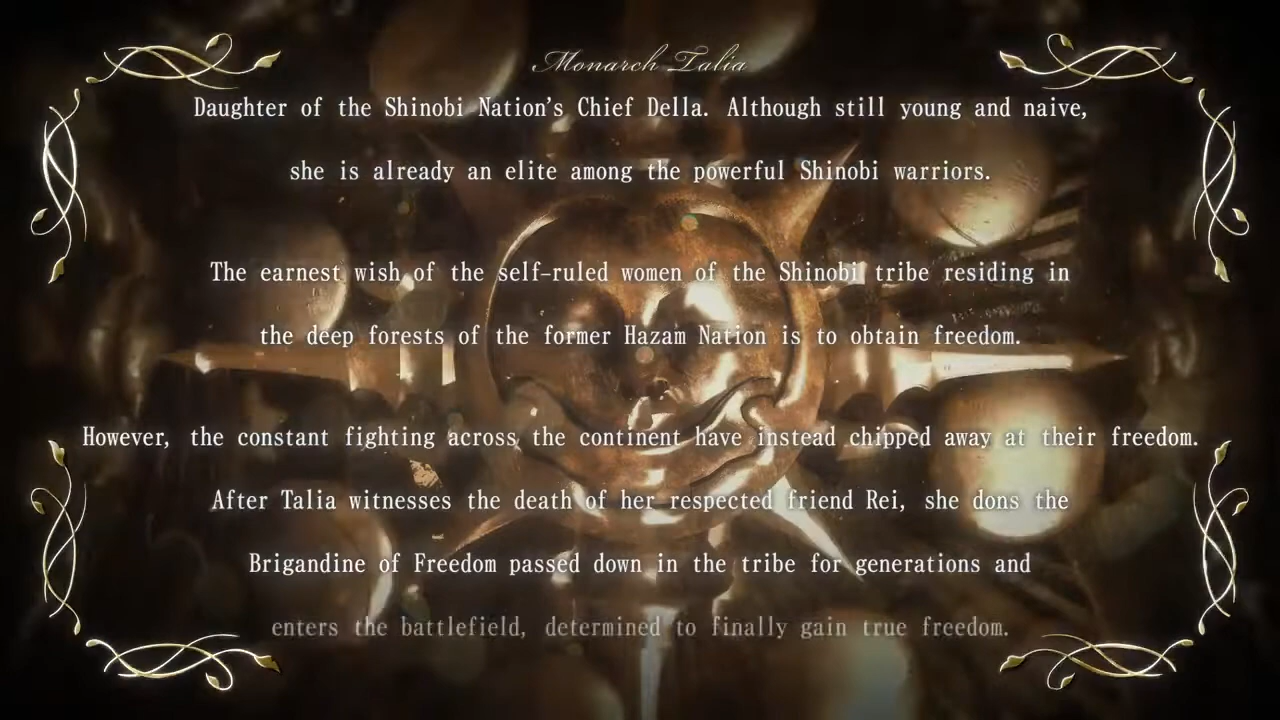 Monarch Talia
Daughter of the Shinobi Nation's Chief Della. Although still young and naive,
she is already an elite among the powerful Shinobi warriors.
The earnest wish of the self-ruled women of the Shinobi tribe residing in
the deep forests of the former Hazam Nation is to obtain freedom.
However, the constant fighting across the continent have instead chipped away at their freedom.
After Talia witnesses the death of her respected friend Rei, she dons the
Brigandine of Freedom passed down in the tribe for generations and
enters the battlefield, determined to finally gain true freedom.